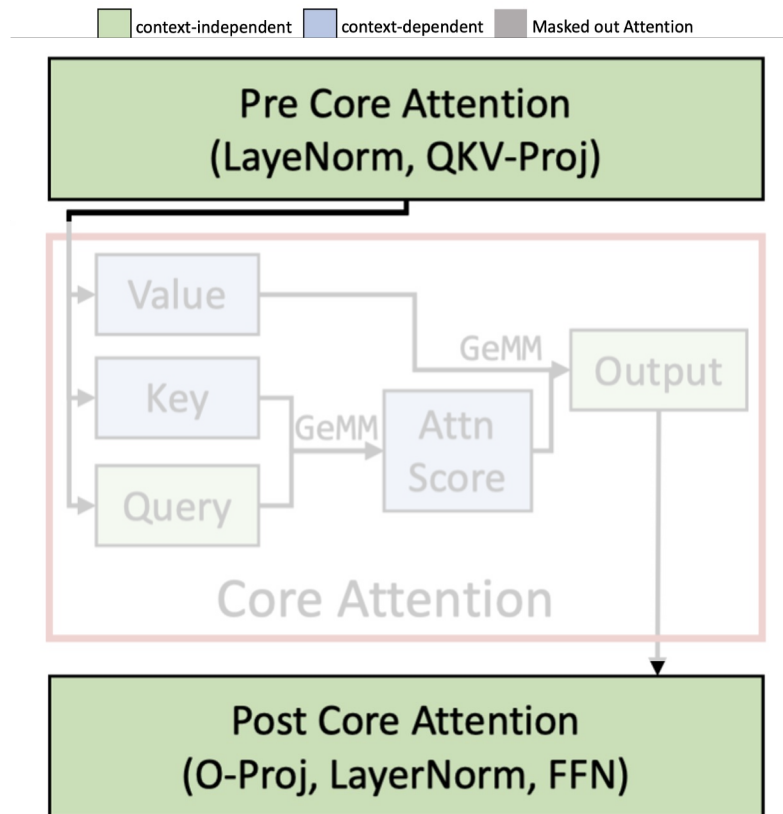 context-independent context-dependent Masked out Attention
Pre Core Attention
(LayeNorm, QKV-Proj)
Value
GeMM
Output
Key
GeMM
Attn
Score
Query
Core Attention
Post Core Attention
(O-Proj, LayerNorm, FFN)